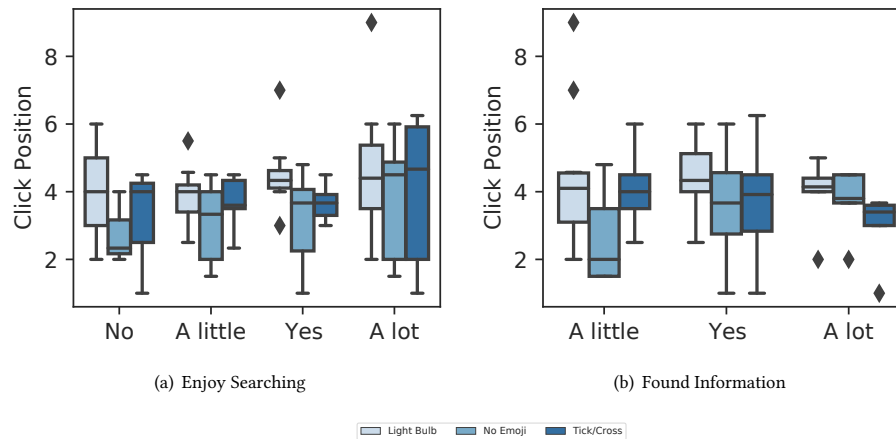 Click Position
8
6
4
2
No
A little
Yes
A lot
(a) Enjoy Searching
Click Position
8
6
4
2
A little
Yes
A lot
(b) Found Information
Light Bulb
No Emoji
Tick/Cross